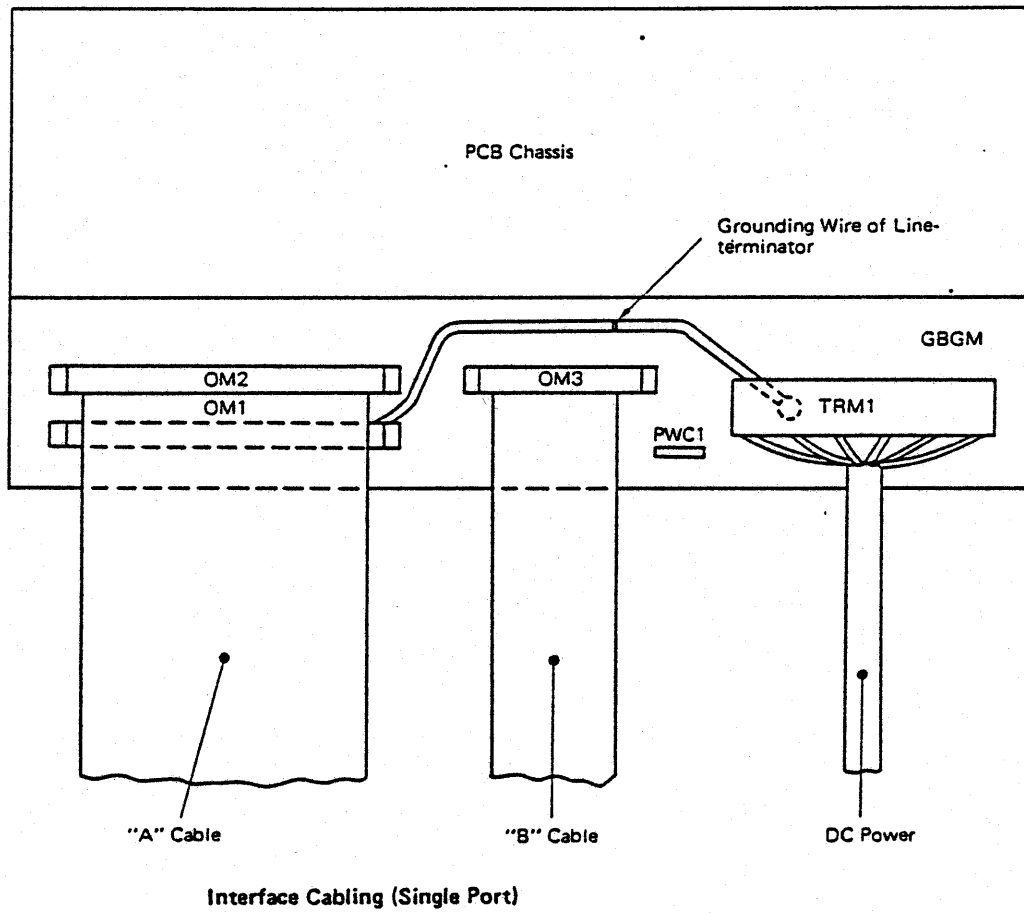 PCB Chassis
Grounding Wire of Line-
terminator
GBGM
OM2
OM1
OM3
TRM1
PWC1
"A" Cable
"B" Cable
DC Power
Interface Cabling (Single Port)